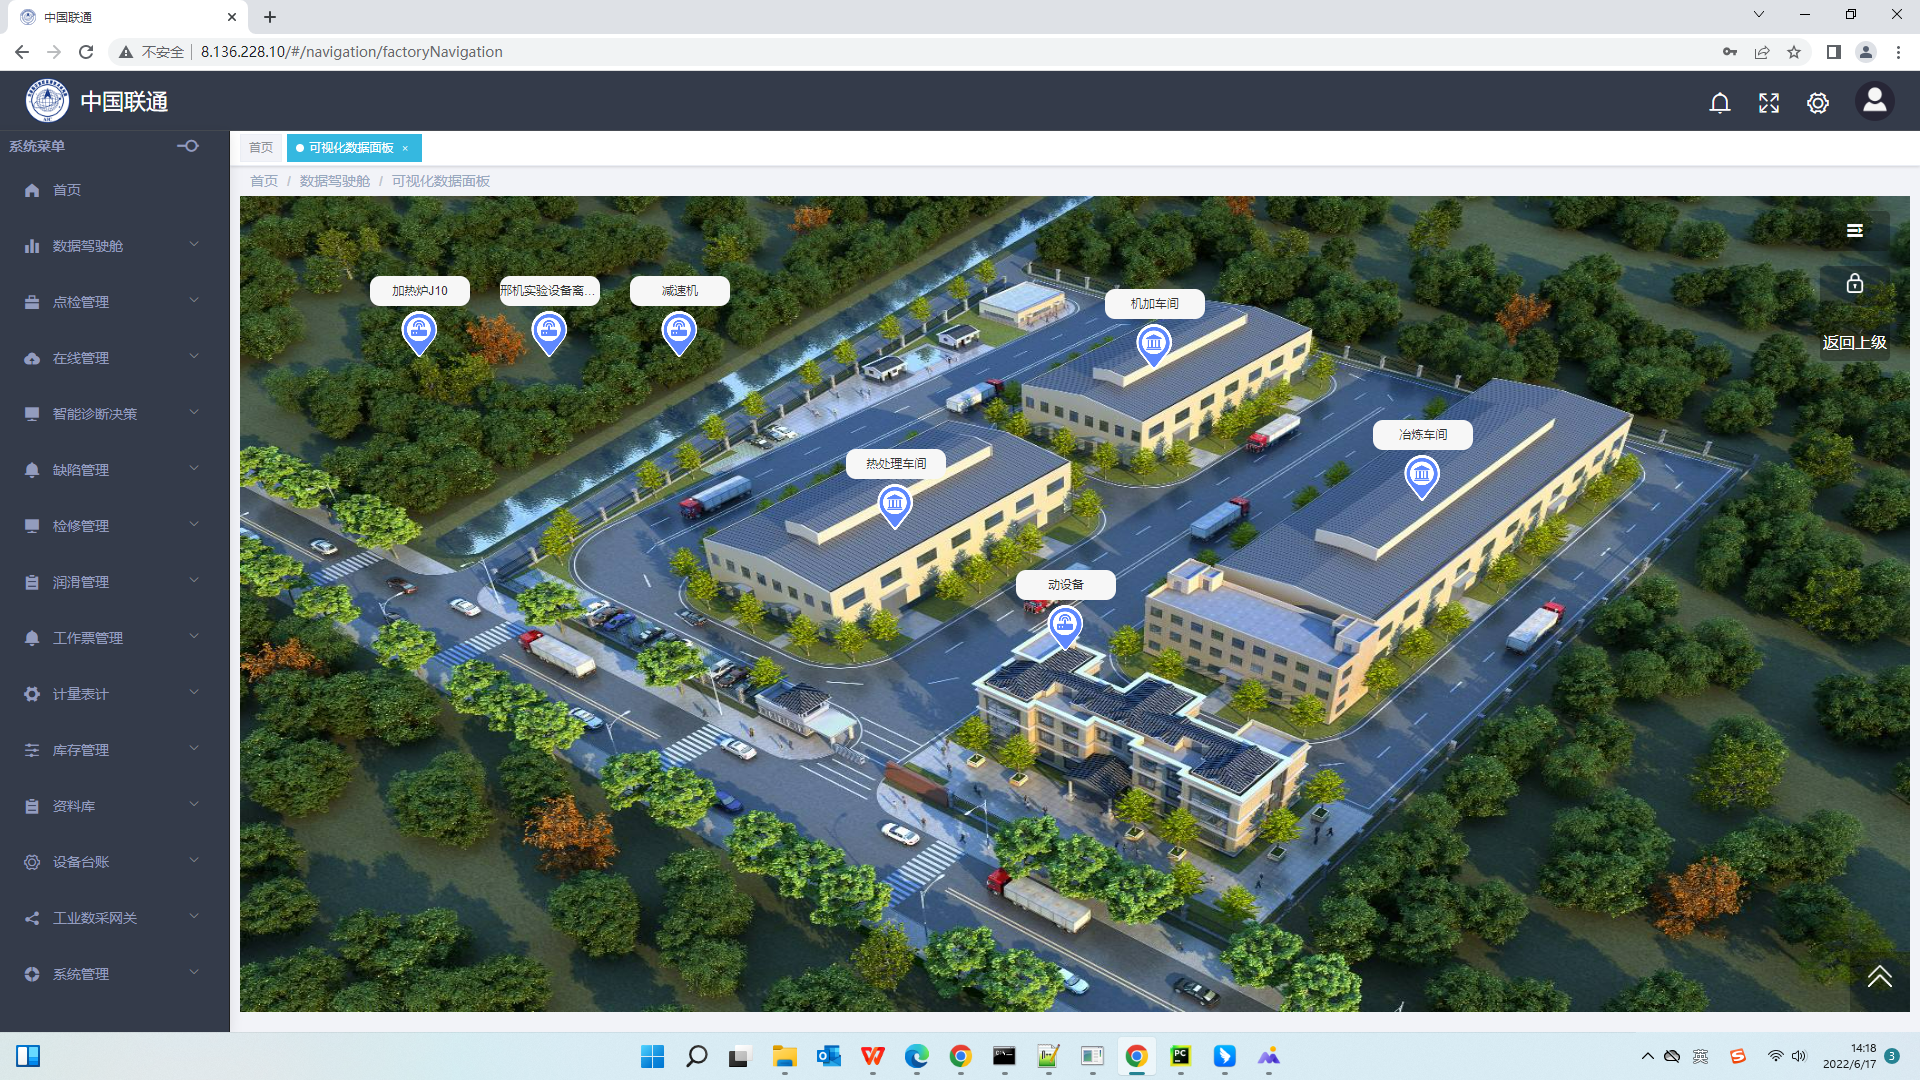 中国联通
不安全
8.136.228.10/#/navigation/factoryNavigation
中国联通
系统菜单
首页
可视化数据面板 ×
首页 / 数据驾驶舱 / 可视化数据面板
首页
数据驾驶舱
点检管理
在线管理
智能诊断决策
缺陷管理
检修管理
润滑管理
工作票管理
计量表计
库存管理
资料库
设备台账
工业数采网关
系统管理
加热炉J10
邢机实验设备离...
减速机
机加车间
返回上级
冶炼车间
热处理车间
动设备
英
14:18
2022/6/17
3